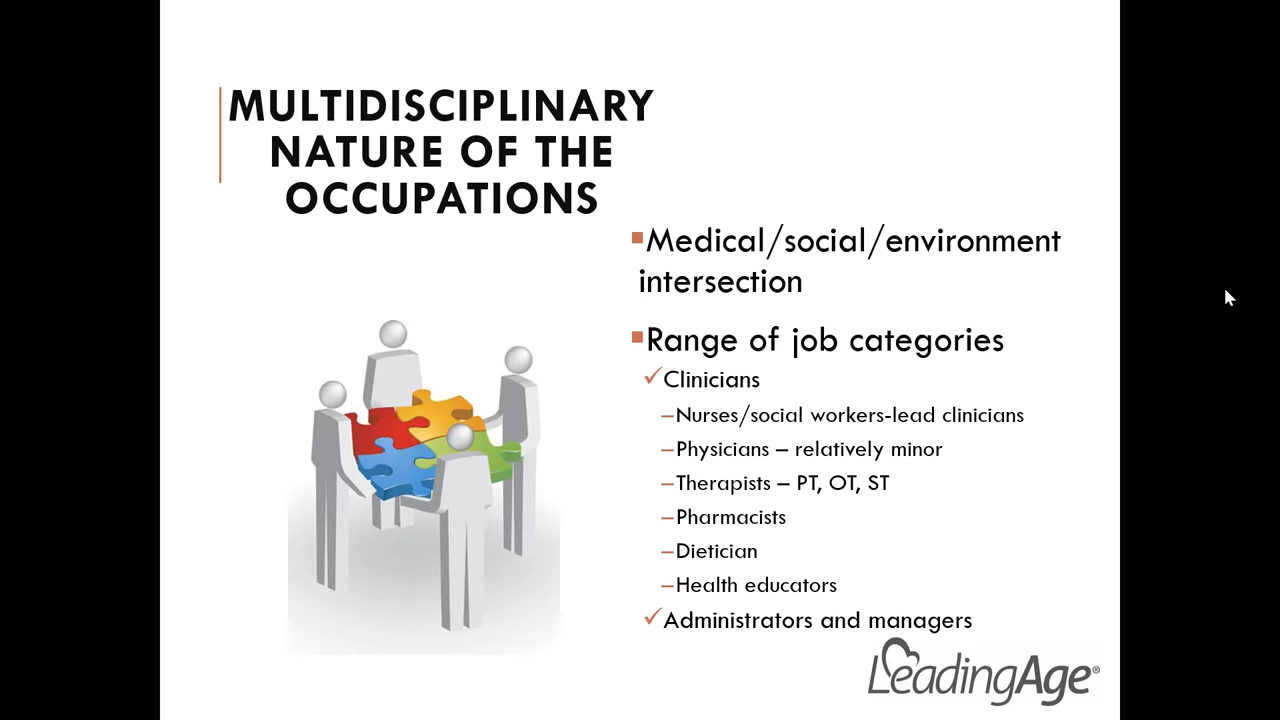 MULTIDISCIPLINARY
NATURE OF THE
OCCUPATIONS
Medical/social/environment
intersection
Range of job categories
Clinicians
–Nurses/social workers-lead clinicians
–Physicians – relatively minor
–Therapists – PT, OT, ST
–Pharmacists
–Dietician
–Health educators
Administrators and managers
LeadingAge®